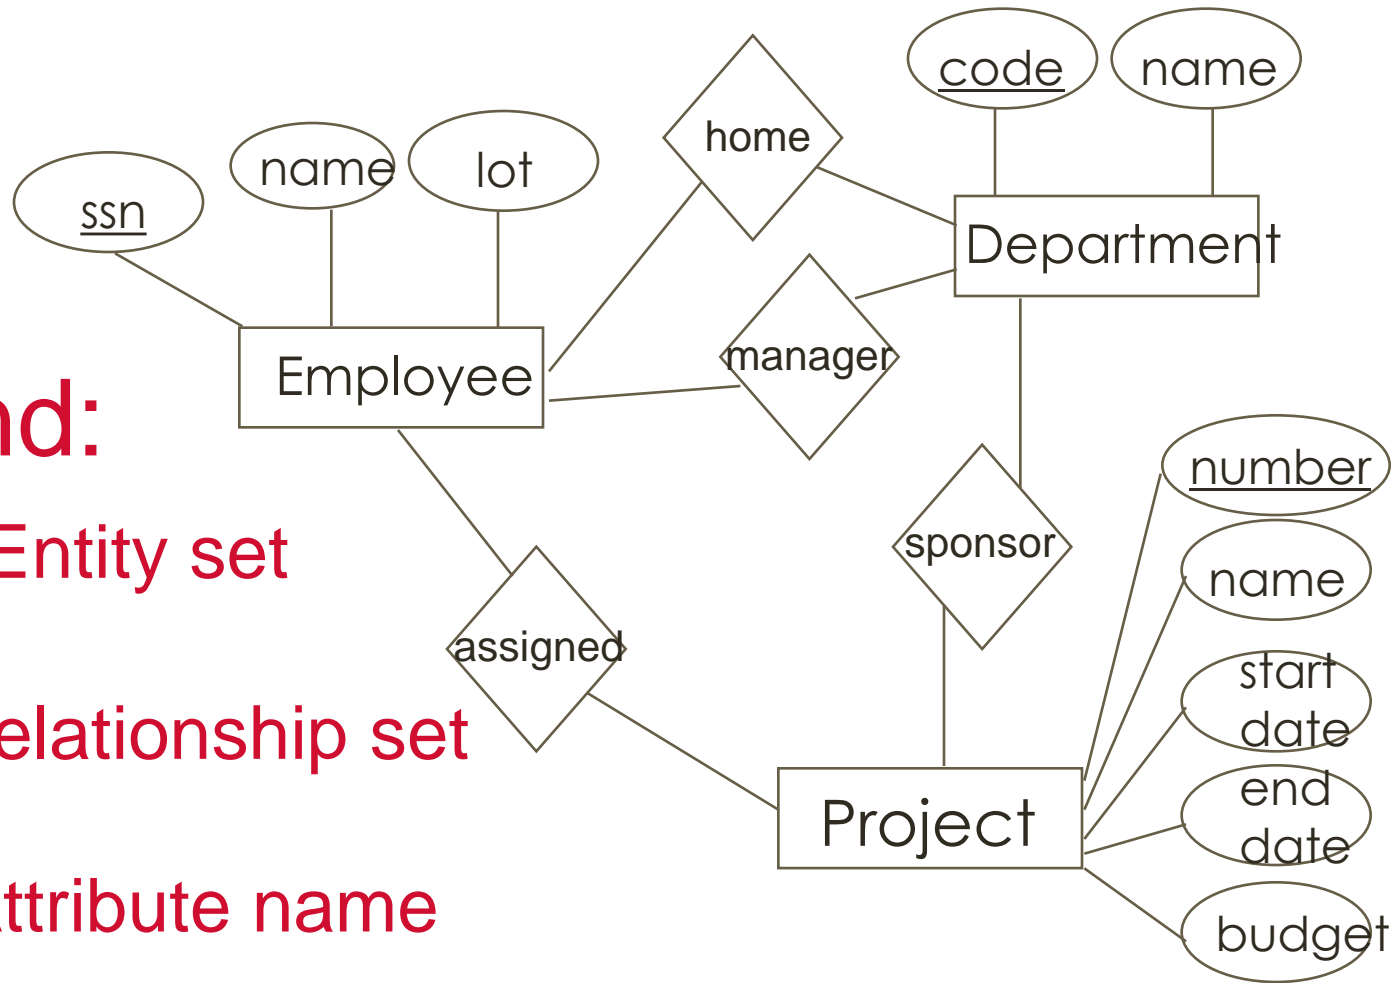 code
name
home
name
lot
ssn
Department
manager
Employee
nd:
number
Entity set
sponsor
name
assigned
start
date
elationship set
end
date
Project
ttribute name
budget